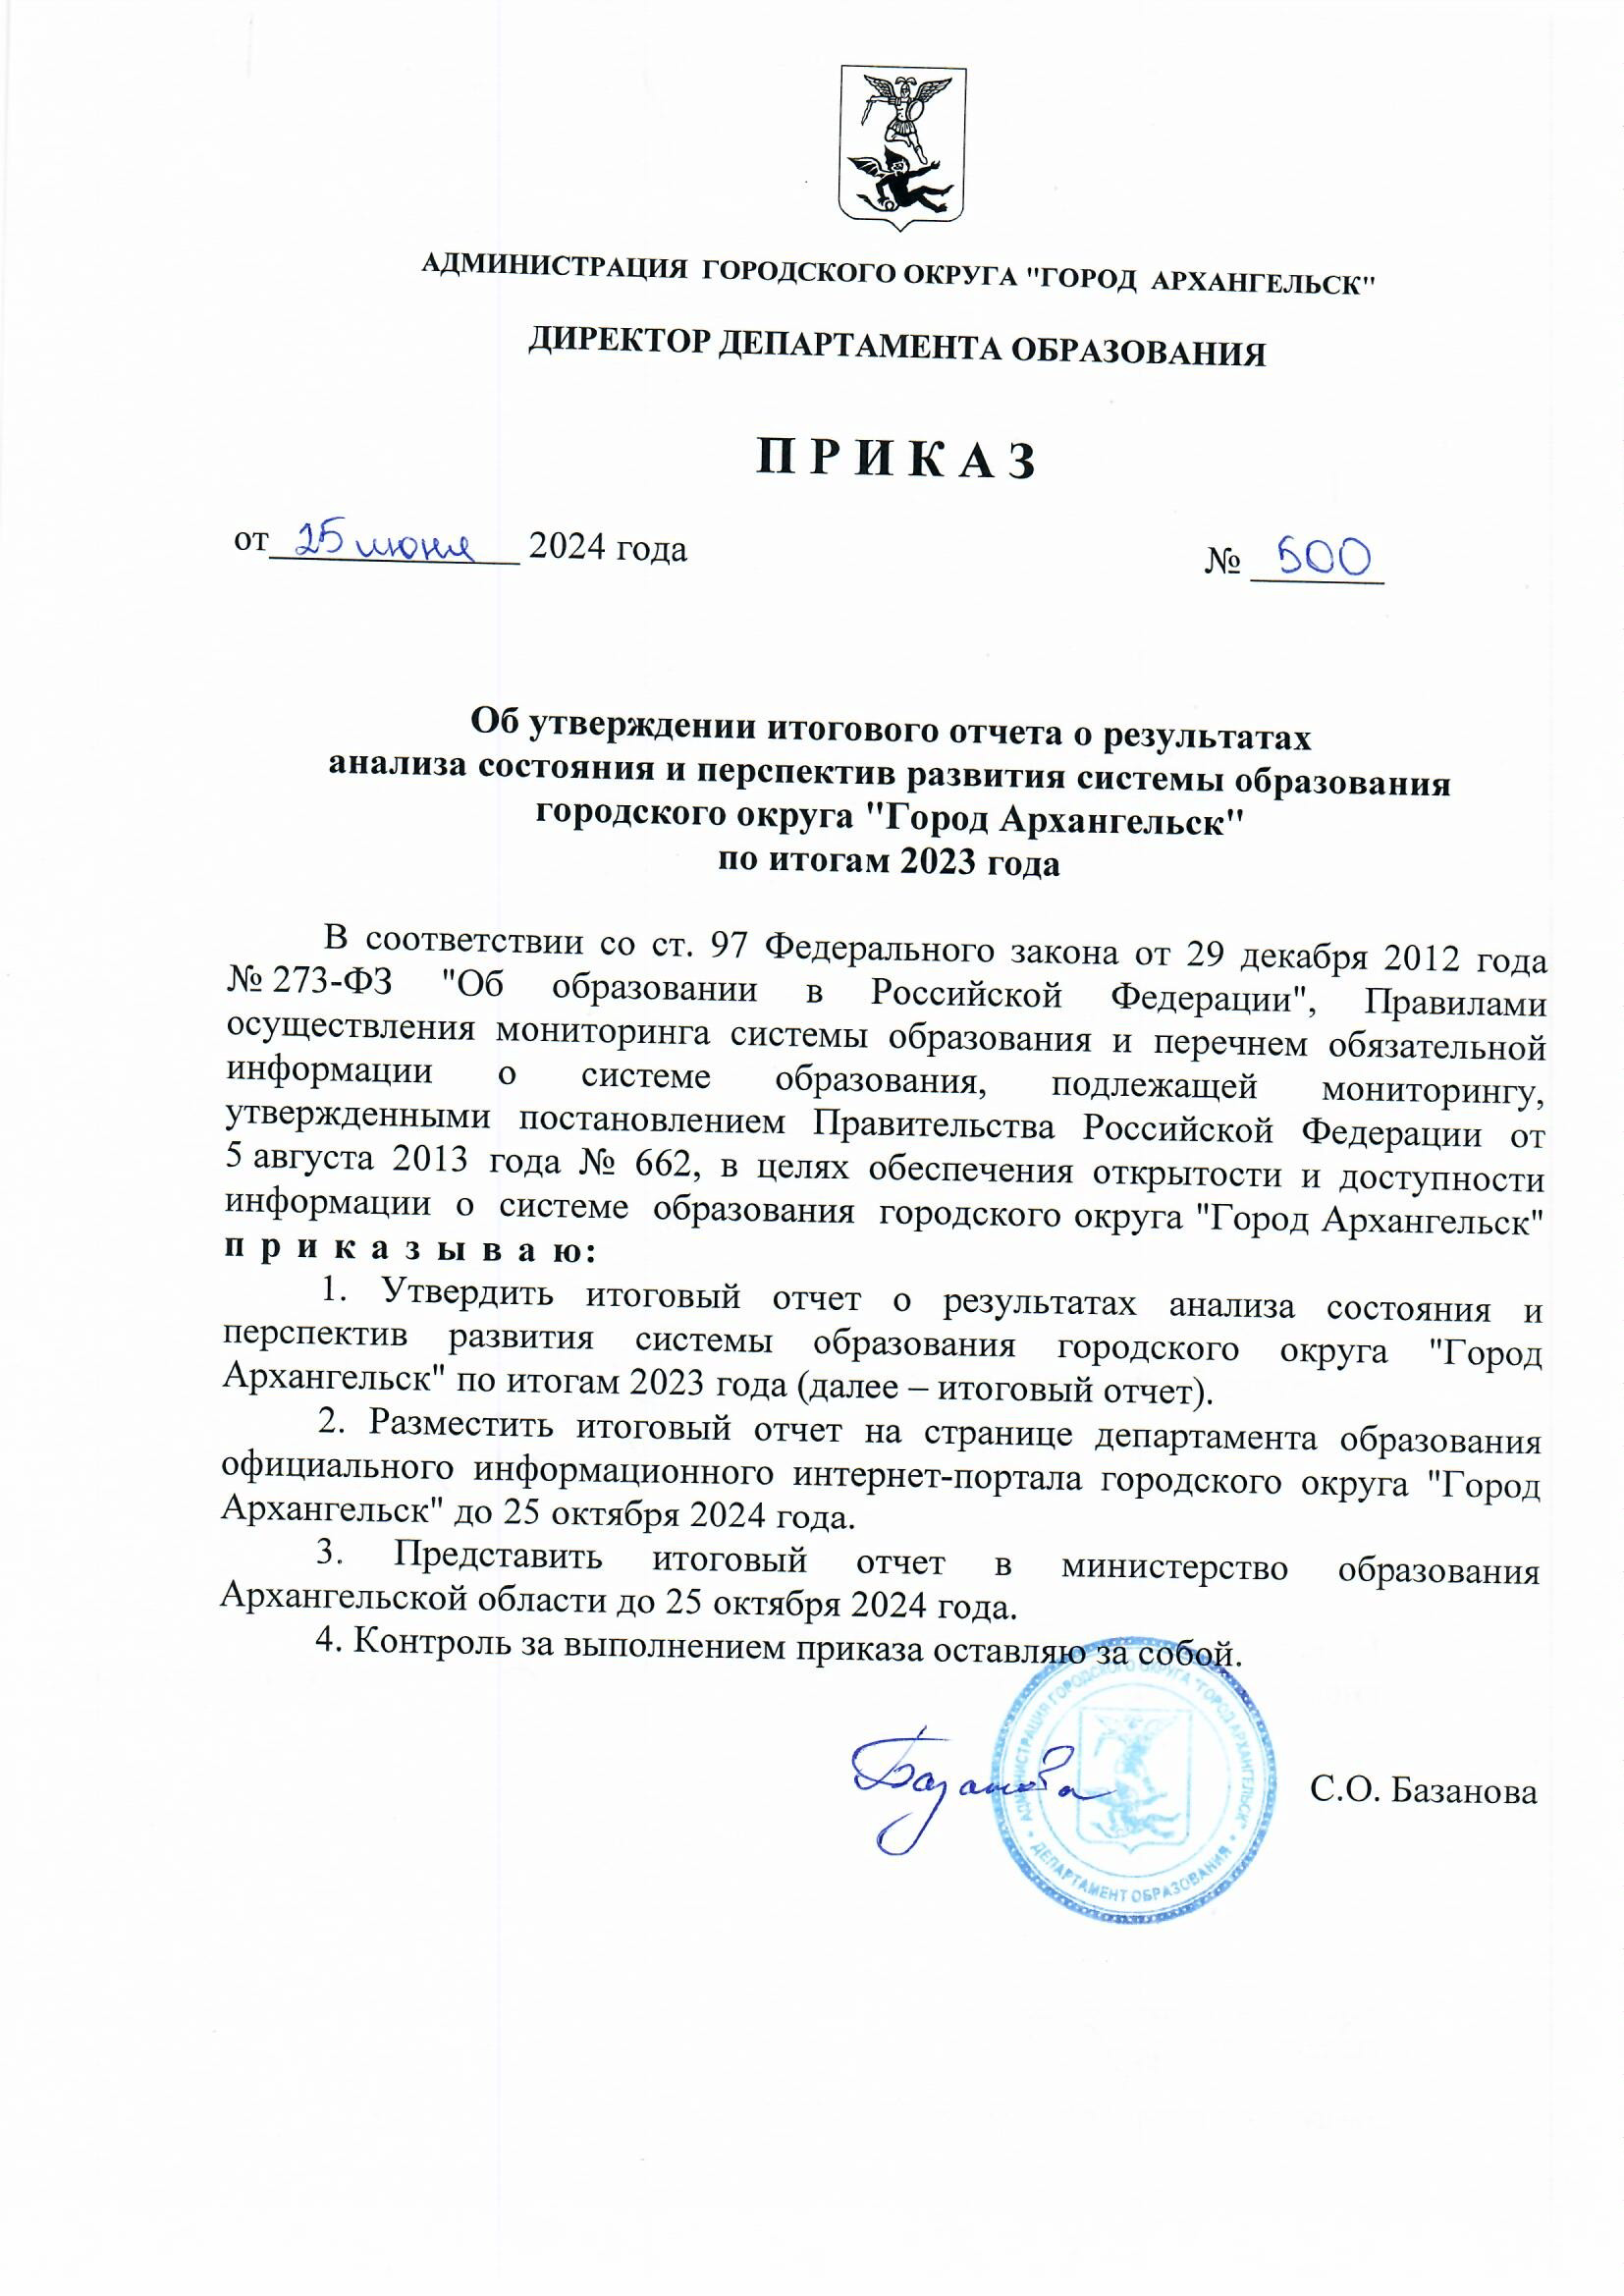 АДМИНИСТРАЦИЯ ГОРОДСКОГО ОКРУГА "ГОРОД АРХАНГЕЛЬСК"
ДИРЕКТОР ДЕПАРТАМЕНТА ОБРАЗОВАНИЯ
П Р И К А З
от 25 июня 2024 года № 500
Об утверждении итогового отчета о результатах
анализа состояния и перспектив развития системы образования
городского округа "Город Архангельск"
по итогам 2023 года
В соответствии со ст. 97 Федерального закона от 29 декабря 2012 года
№ 273-ФЗ "Об образовании в Российской Федерации", Правилами
осуществления мониторинга системы образования и перечнем обязательной
информации о системе образования, подлежащей мониторингу,
утвержденными постановлением Правительства Российской Федерации от
5 августа 2013 года № 662, в целях обеспечения открытости и доступности
информации о системе образования городского округа "Город Архангельск"
п р и к а з ы в а ю:
1. Утвердить итоговый отчет о результатах анализа состояния и
перспектив развития системы образования городского округа "Город
Архангельск" по итогам 2023 года (далее – итоговый отчет).
2. Разместить итоговый отчет на странице департамента образования
официального информационного интернет-портала городского округа "Город
Архангельск" до 25 октября 2024 года.
3. Представить итоговый отчет в министерство образования
Архангельской области до 25 октября 2024 года.
4. Контроль за выполнением приказа оставляю за собой.
АДМИНИСТРАЦИЯ ГОРОДСКОГО ОКРУГА "ГОРОД АРХАНГЕЛЬСК"
ДЕПАРТАМЕНТ ОБРАЗОВАНИЯ
Базанова
С.О. Базанова